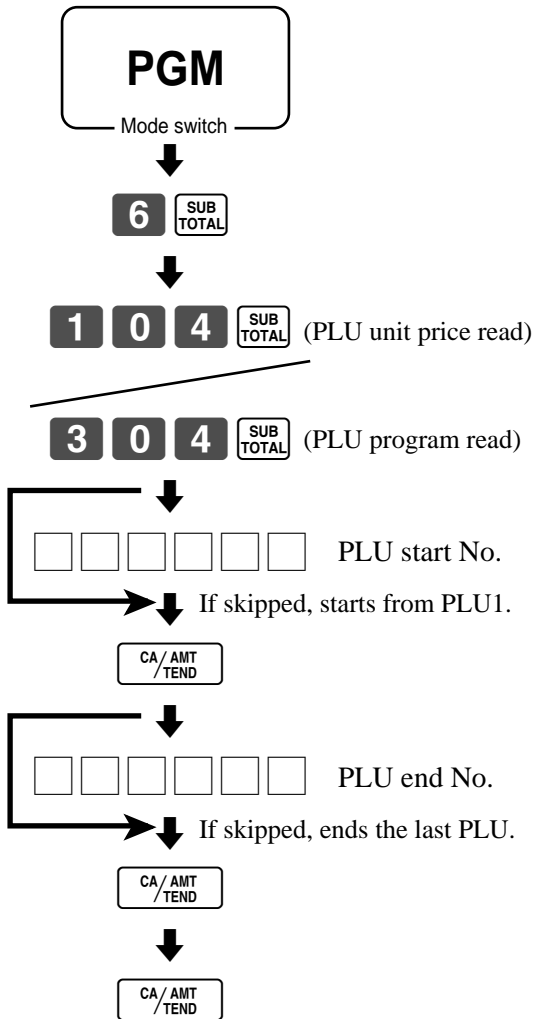 PGM
Mode switch
6 SUB TOTAL
1 0 4 SUB TOTAL (PLU unit price read)
3 0 4 SUB TOTAL (PLU program read)
PLU start No.
If skipped, starts from PLU1.
CA/AMT TEND
PLU end No.
If skipped, ends the last PLU.
CA/AMT TEND
CA/AMT TEND